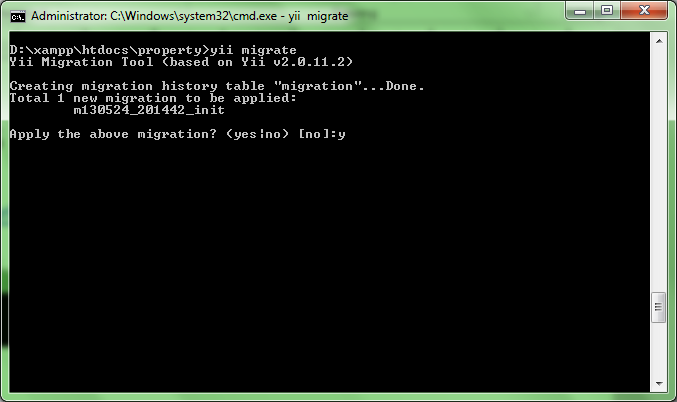 Administrator: C:\Windows\system32\cmd.exe - yii  migrate
D:\xampp\htdocs\property>yii migrate
Yii Migration Tool (based on Yii v2.0.11.2)
Creating migration history table "migration"...Done.
Total 1 new migration to be applied:
        m130524_201442_init
Apply the above migration? (yes|no) [no]:y